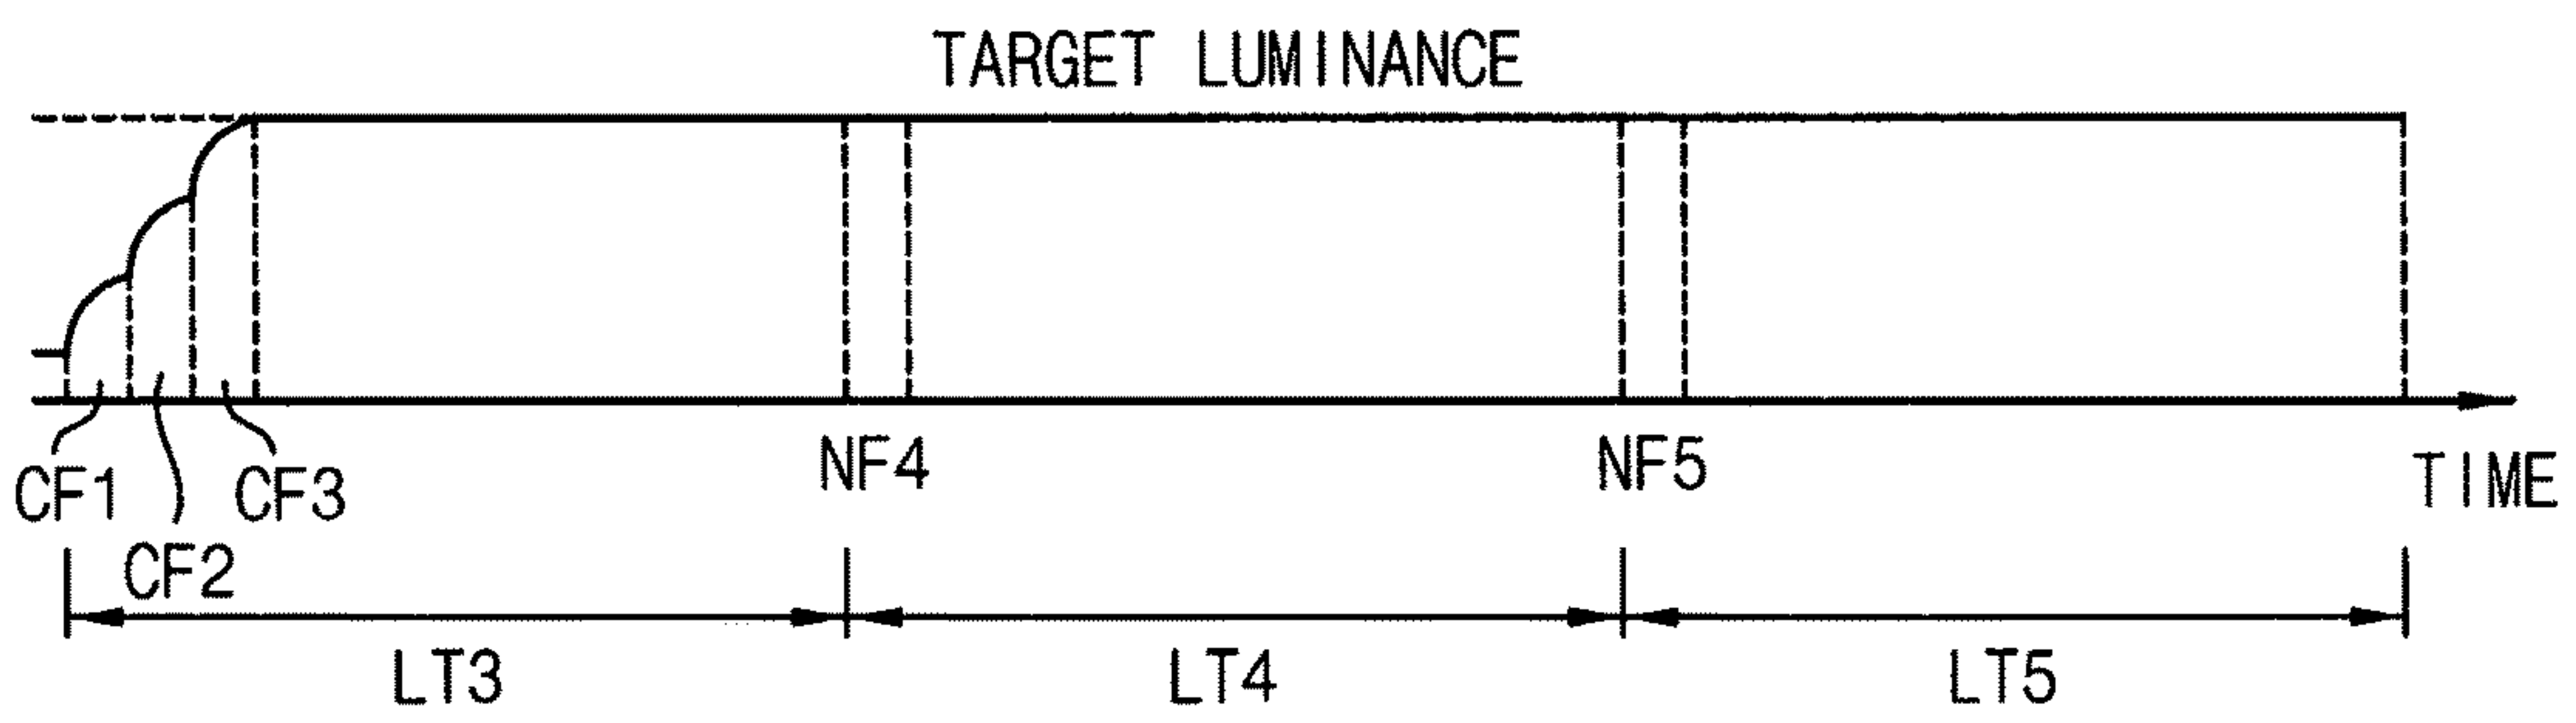 TARGET LUMINANCE
NF4 NF5 TIME
CF1 CF3
CF2
LT3 LT4 LT5